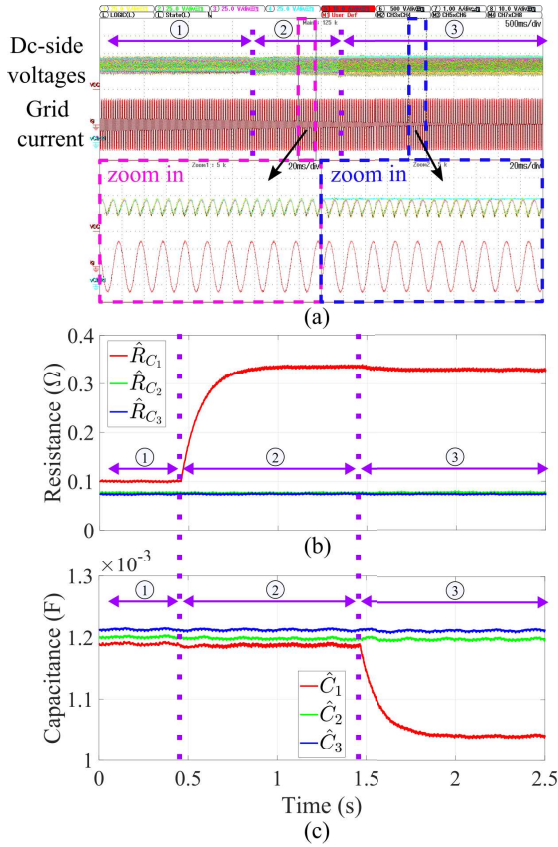 500ms/div
① ② ③
Dc-side
voltages
Grid
current
zoom in
20ms/div
zoom in
20ms/div
(a)
Resistance (Ω)
0.4
0.3
0.2
0.1
0
R̂C₁
R̂C₂
R̂C₃
① ② ③
(b)
×10⁻³
Capacitance (F)
1.3
1.2
1.1
1
① ② ③
Ĉ₁
Ĉ₂
Ĉ₃
0 0.5 1 1.5 2 2.5
Time (s)
(c)